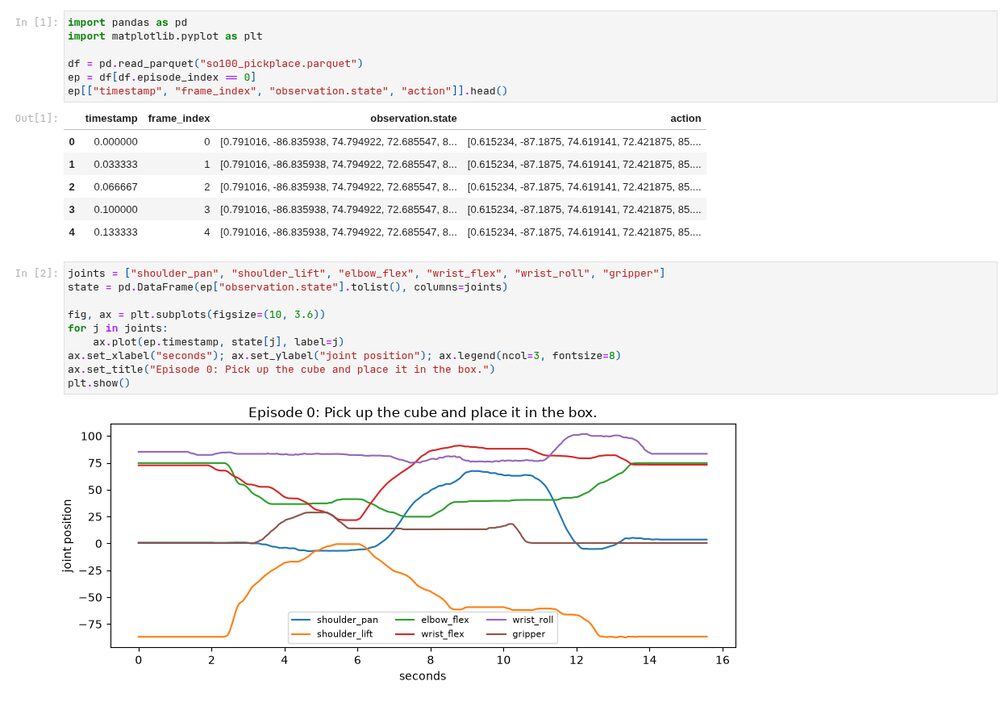 In [1]: import pandas as pd
import matplotlib.pyplot as plt
df = pd.read_parquet("so100_pickplace.parquet")
ep = df[df.episode_index == 0]
ep[["timestamp", "frame_index", "observation.state", "action"]].head()
Out[1]: timestamp frame_index observation.state action
0 0.000000 0 [0.791016, -86.835938, 74.794922, 72.685547, 8... [0.615234, -87.1875, 74.619141, 72.421875, 85....
1 0.033333 1 [0.791016, -86.835938, 74.794922, 72.685547, 8... [0.615234, -87.1875, 74.619141, 72.421875, 85....
2 0.066667 2 [0.791016, -86.835938, 74.794922, 72.685547, 8... [0.615234, -87.1875, 74.619141, 72.421875, 85....
3 0.100000 3 [0.791016, -86.835938, 74.794922, 72.685547, 8... [0.615234, -87.1875, 74.619141, 72.421875, 85....
4 0.133333 4 [0.791016, -86.835938, 74.794922, 72.685547, 8... [0.615234, -87.1875, 74.619141, 72.421875, 85....
In [2]: joints = ["shoulder_pan", "shoulder_lift", "elbow_flex", "wrist_flex", "wrist_roll", "gripper"]
state = pd.DataFrame(ep["observation.state"].tolist(), columns=joints)
fig, ax = plt.subplots(figsize=(10, 3.6))
for j in joints:
    ax.plot(ep.timestamp, state[j], label=j)
ax.set_xlabel("seconds"); ax.set_ylabel("joint position"); ax.legend(ncol=3, fontsize=8)
ax.set_title("Episode 0: Pick up the cube and place it in the box.")
plt.show()
Episode 0: Pick up the cube and place it in the box.
100
75
50
25
0
−25
−50
−75
joint position
shoulder_pan elbow_flex wrist_roll
shoulder_lift wrist_flex gripper
0 2 4 6 8 10 12 14 16
seconds